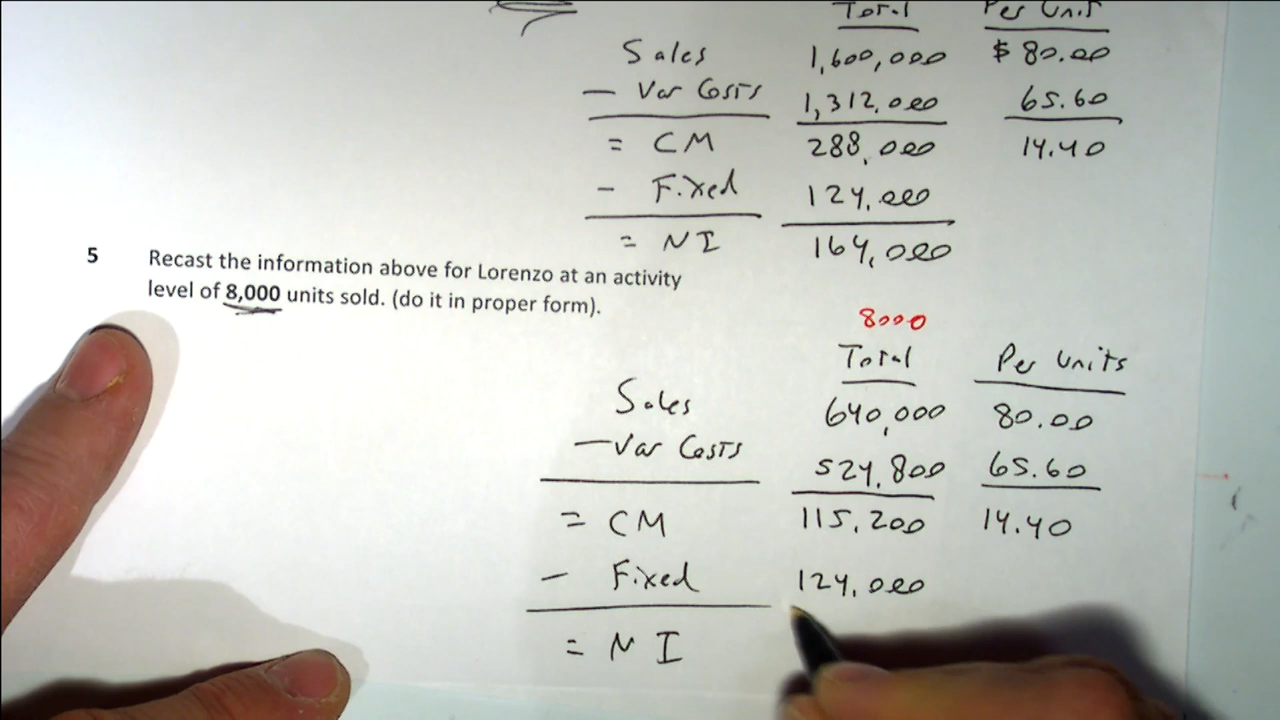 Total Per Unit
Sales 1,600,000 $ 80.00
- Var Costs 1,312,000 65.60
= CM 288,000 14.40
- Fixed 124,000
= NI 164,000
5 Recast the information above for Lorenzo at an activity
level of 8,000 units sold. (do it in proper form).
8000
Total Per Units
Sales 640,000 80.00
- Var Costs 524,800 65.60
= CM 115,200 14.40
- Fixed 124,000
= NI